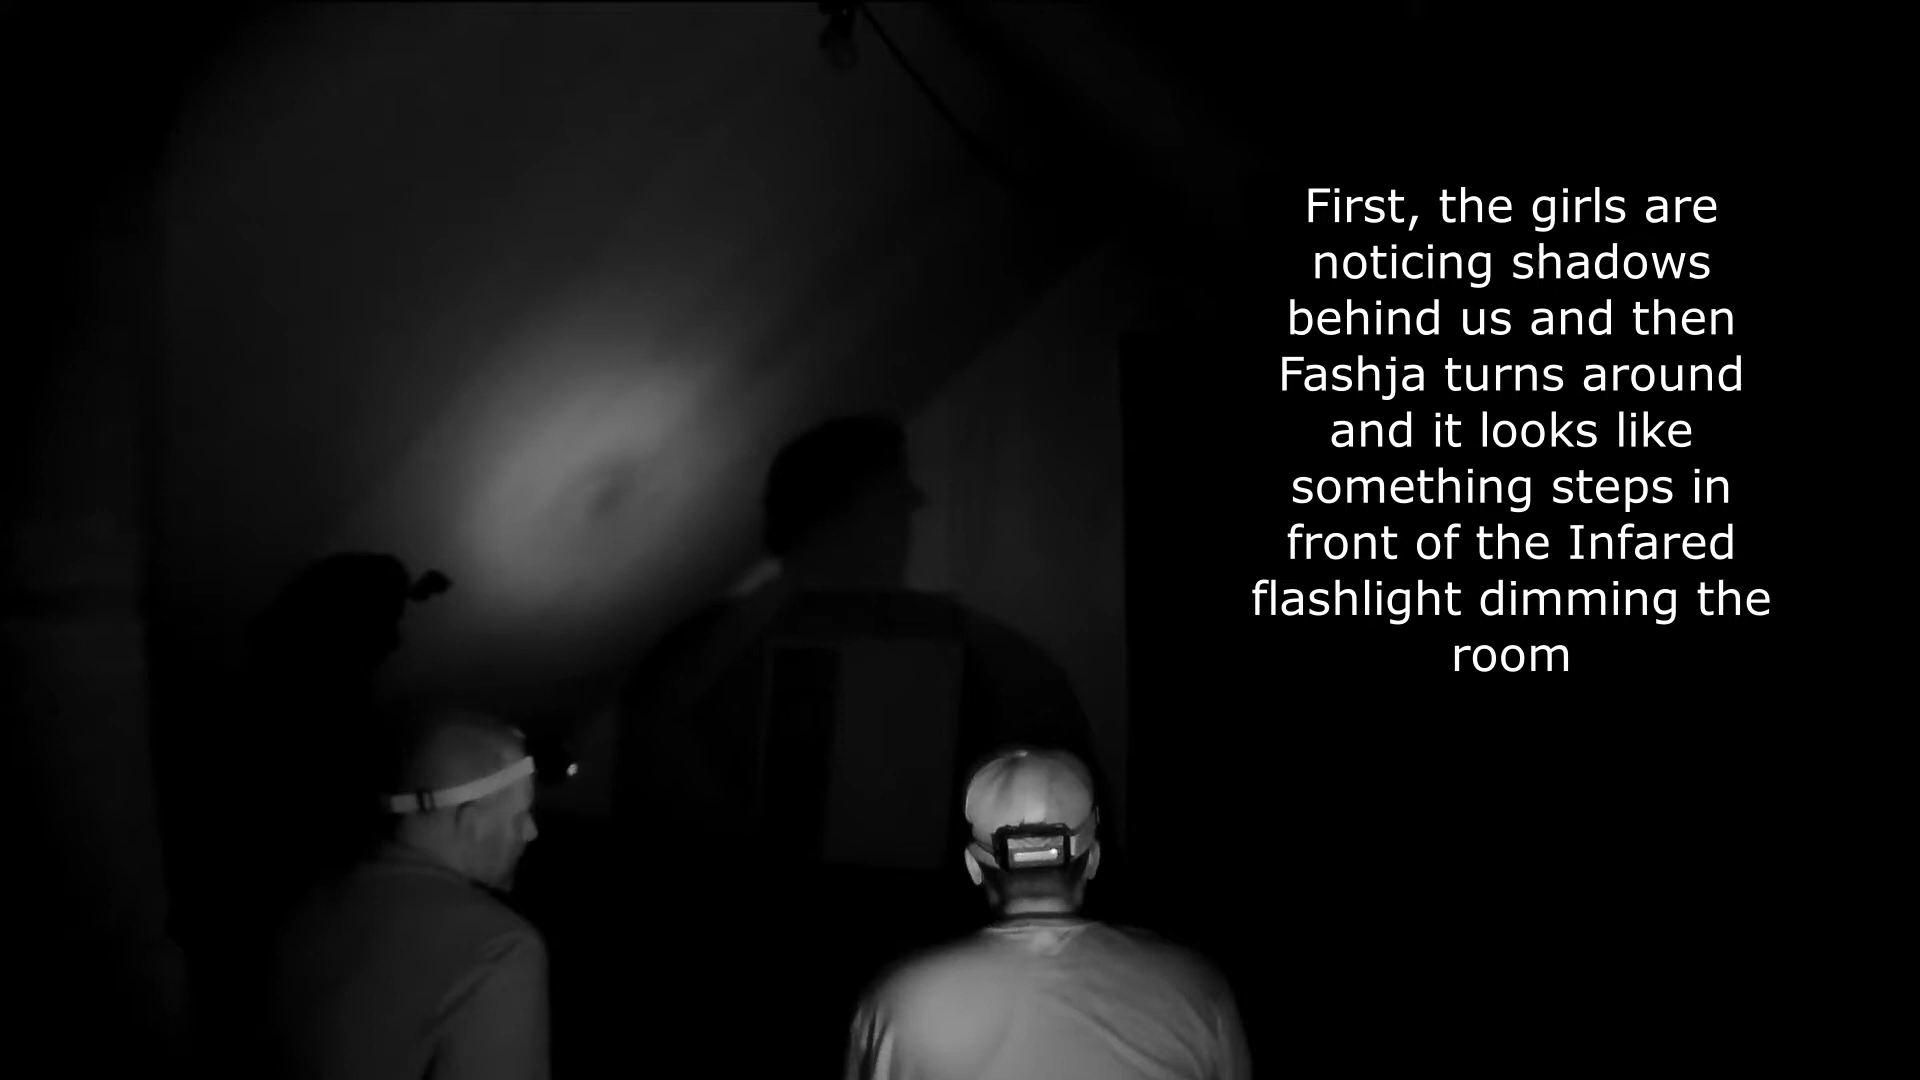 First, the girls are
noticing shadows
behind us and then
Fashja turns around
and it looks like
something steps in
front of the Infared
flashlight dimming the
room